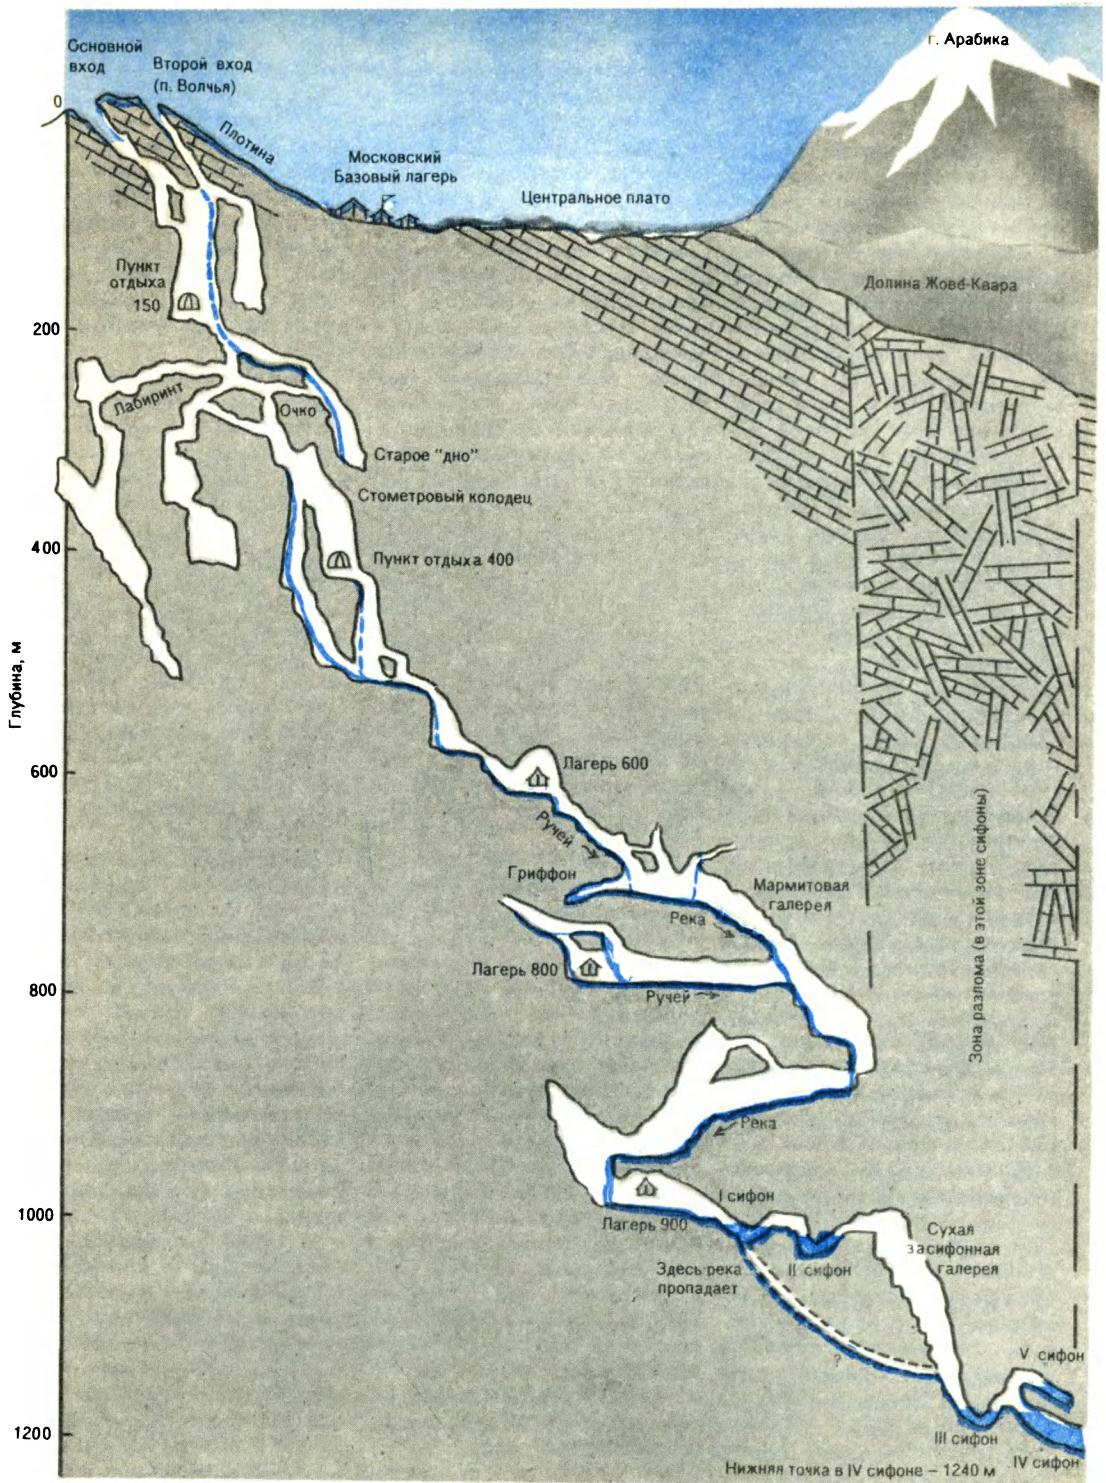 Основной
вход
Второй вход
(п. Волчья)
г. Арабика
0
Плотина
Московский
Базовый лагерь
Центральное плато
Пункт
отдыха
150
Долина Жове-Квара
200
Лабиринт
Очко
Старое "дно"
Стометровый колодец
400
Пункт отдыха 400
Глубина, м
600
Лагерь 600
Ручей
Гриффон
Мармитовая
галерея
Река
Зона разлома (в этой зоне сифоны)
Лагерь 800
800
Ручей
Река
1000
I сифон
Лагерь 900
Сухая
засифонная
галерея
Здесь река
пропадает
II сифон
?
V сифон
1200
III сифон
IV сифон
Нижняя точка в IV сифоне – 1240 м